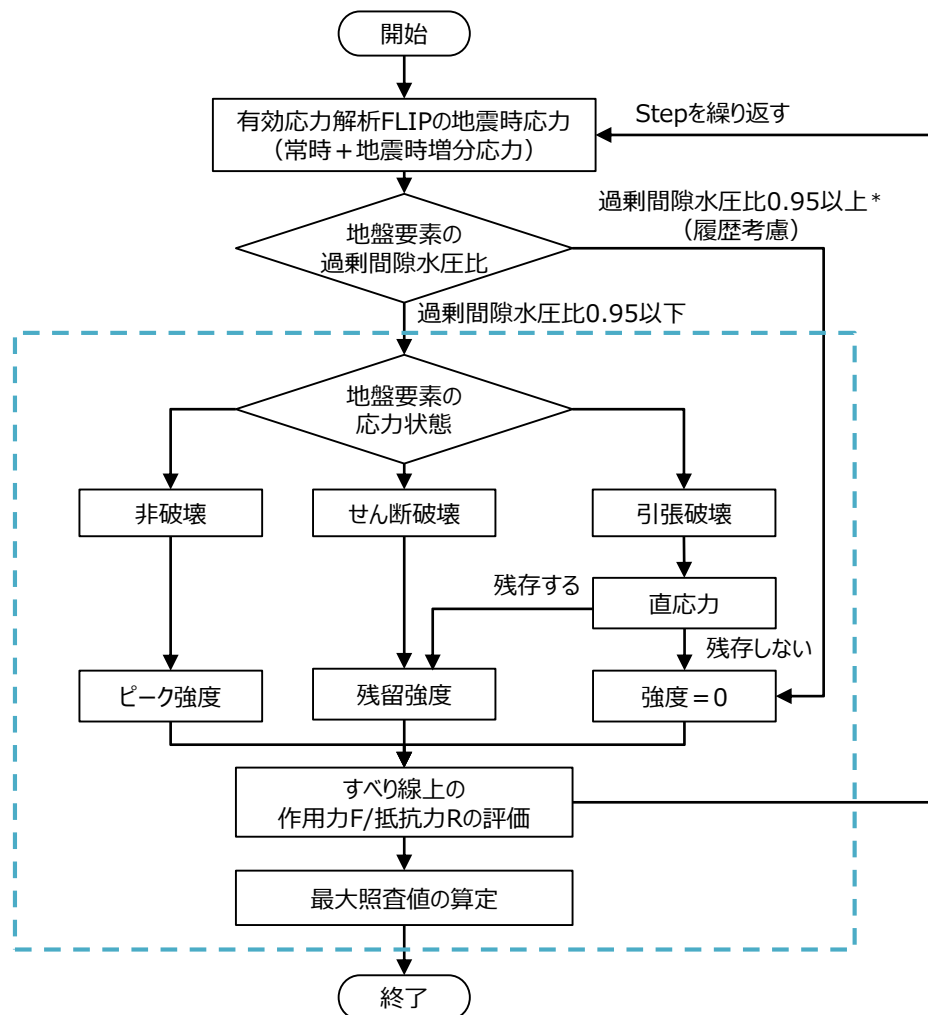 開始
有効応力解析FLIPの地震時応力
（常時＋地震時増分応力）
Stepを繰り返す
地盤要素の
過剰間隙水圧比
過剰間隙水圧比0.95以上*
（履歴考慮）
過剰間隙水圧比0.95以下
地盤要素の
応力状態
非破壊
せん断破壊
引張破壊
残存する
直応力
残存しない
ピーク強度
残留強度
強度＝0
すべり線上の
作用力F/抵抗力Rの評価
最大照査値の算定
終了